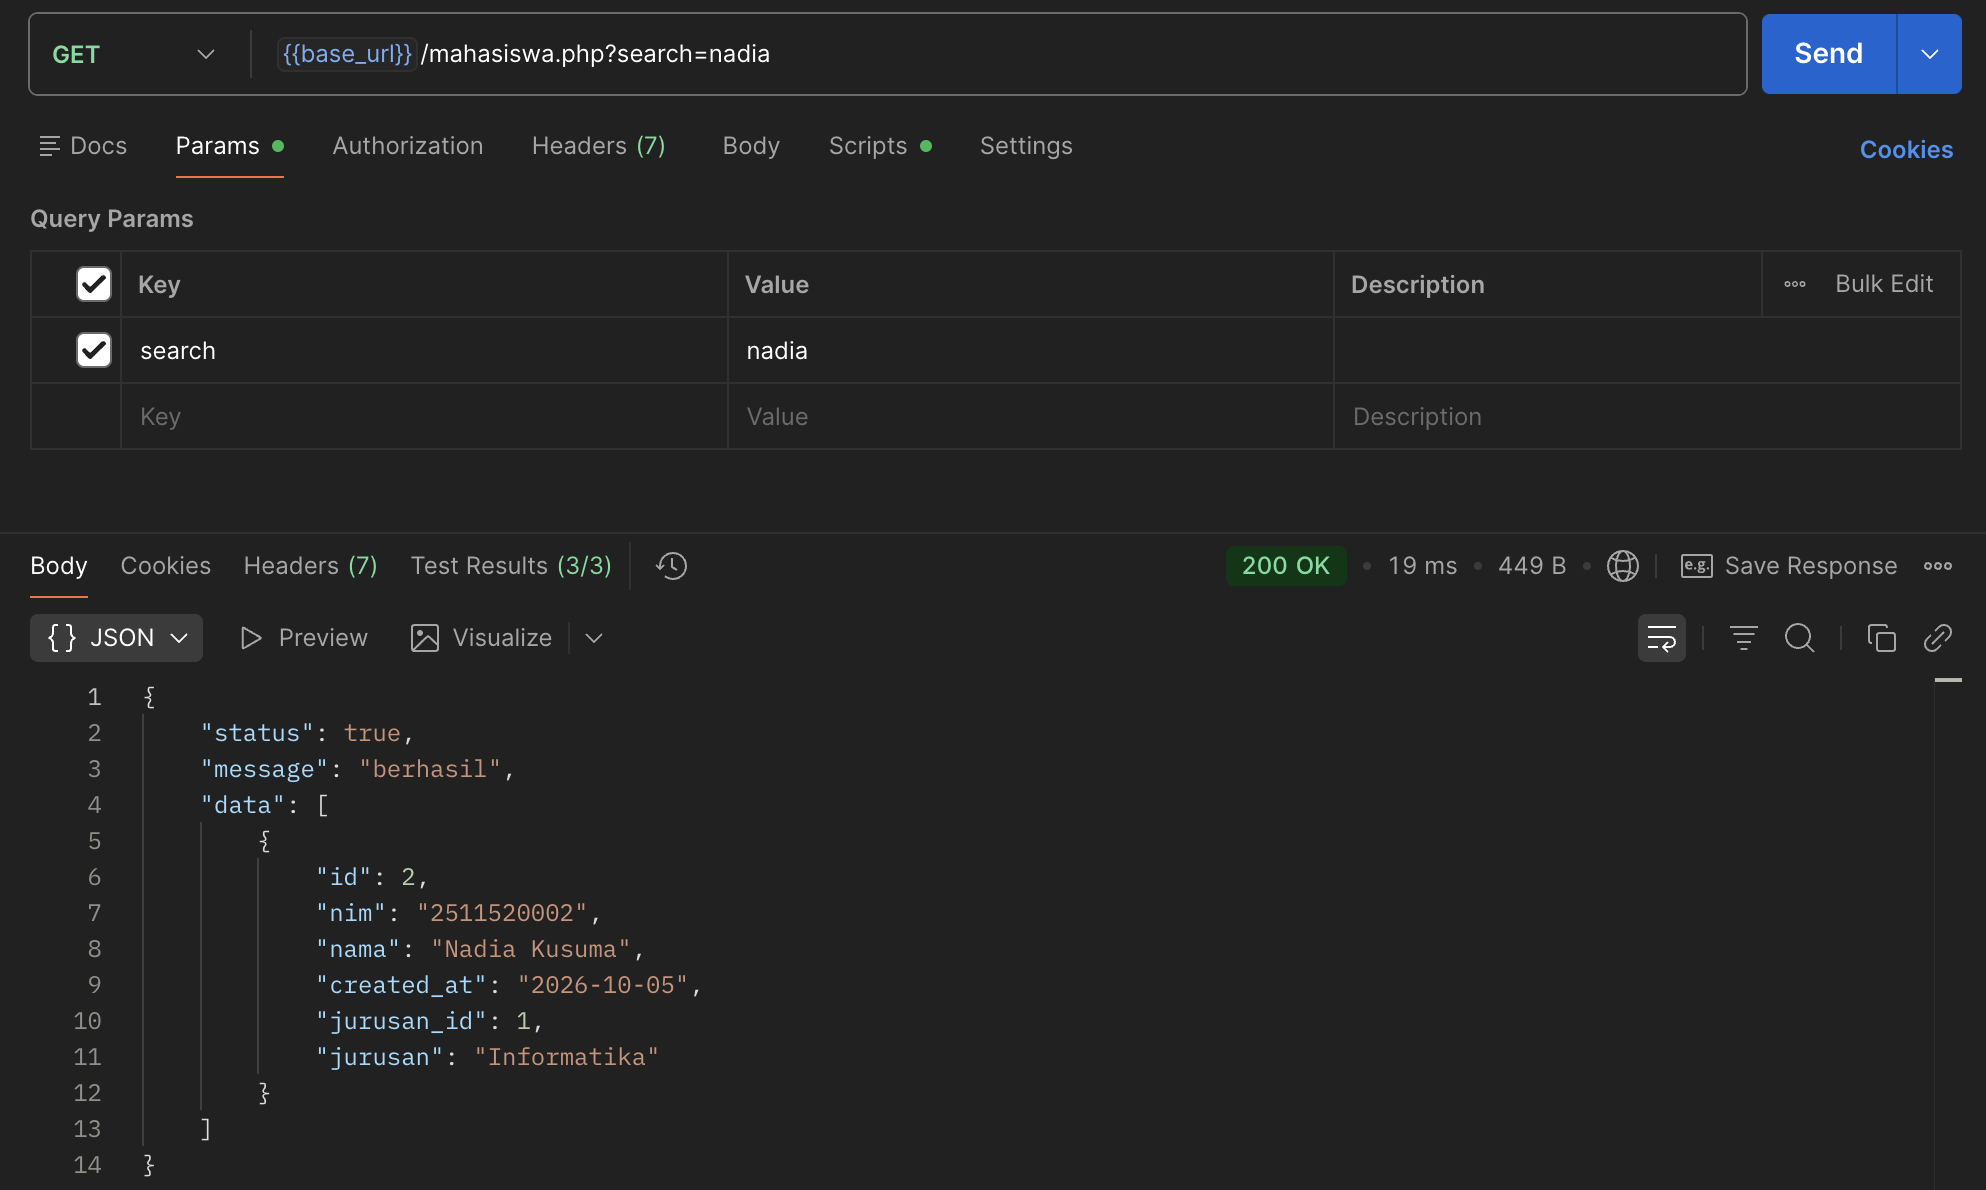 GET {{base_url}}/mahasiswa.php?search=nadia Send
Docs Params Authorization Headers (7) Body Scripts Settings Cookies
Query Params
Key Value Description Bulk Edit
search nadia
Key Value Description
Body Cookies Headers (7) Test Results (3/3) 200 OK • 19 ms • 449 B • e.g. Save Response
{} JSON Preview Visualize
1 {
2 "status": true,
3 "message": "berhasil",
4 "data": [
5 {
6 "id": 2,
7 "nim": "2511520002",
8 "nama": "Nadia Kusuma",
9 "created_at": "2026-10-05",
10 "jurusan_id": 1,
11 "jurusan": "Informatika"
12 }
13 ]
14 }